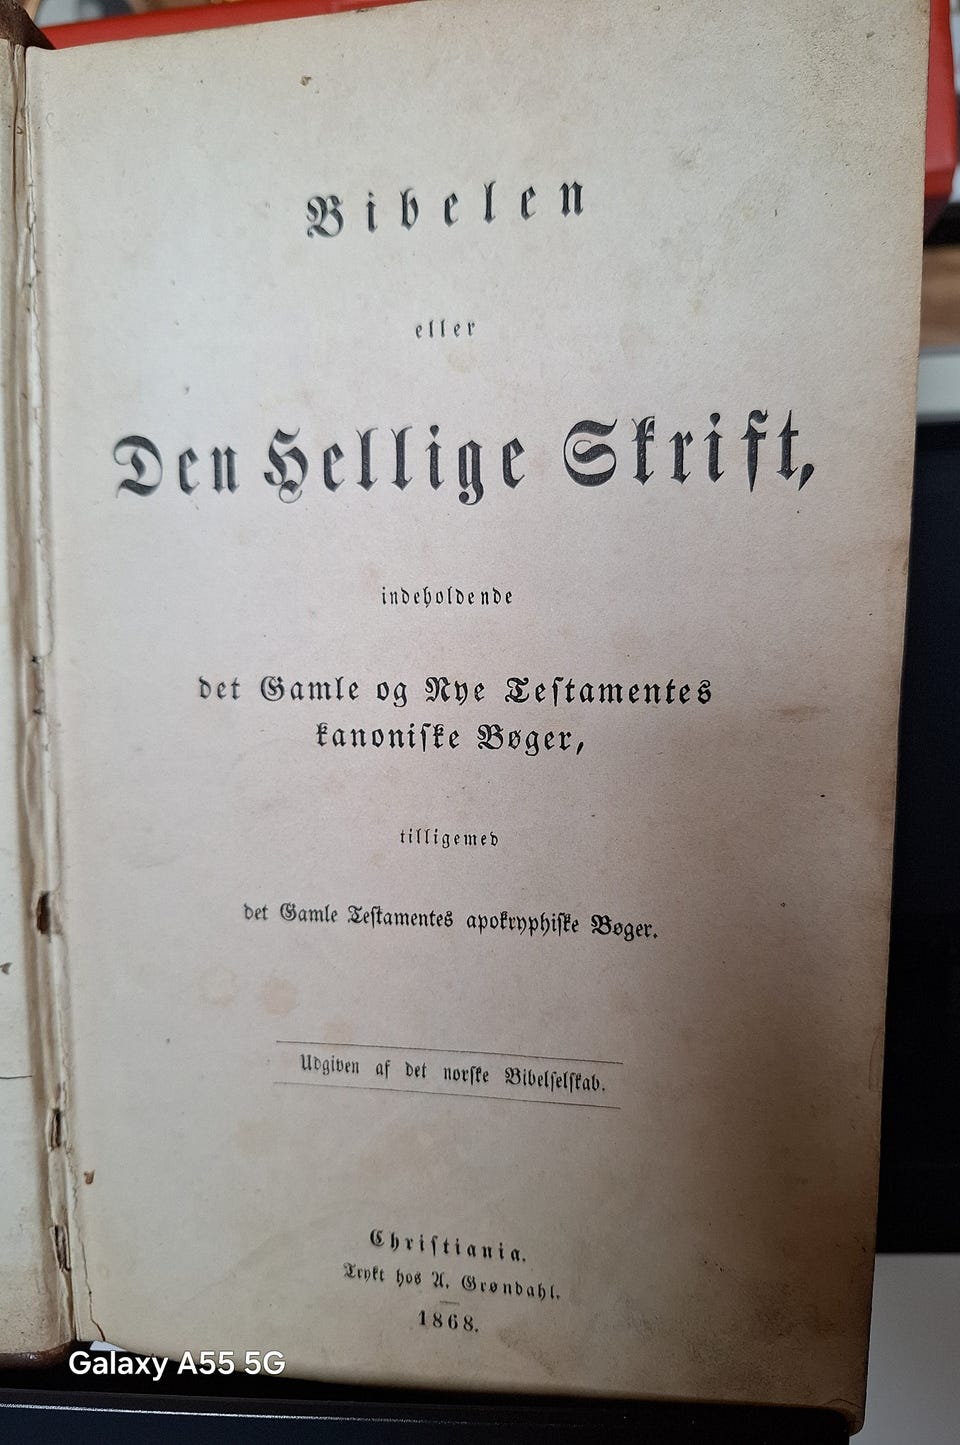 Bibelen
eller
Den Hellige Skrift,
indeholdende
det Gamle og Nye Teſtamentes
kanoniſke Bøger,
tilligemed
det Gamle Teſtamentes apokryphiſke Bøger.
Udgiven af det norſke Bibelſelſkab.
Chriſtiania.
Trykt hos A. Grøndahl.
1868.
Galaxy A55 5G